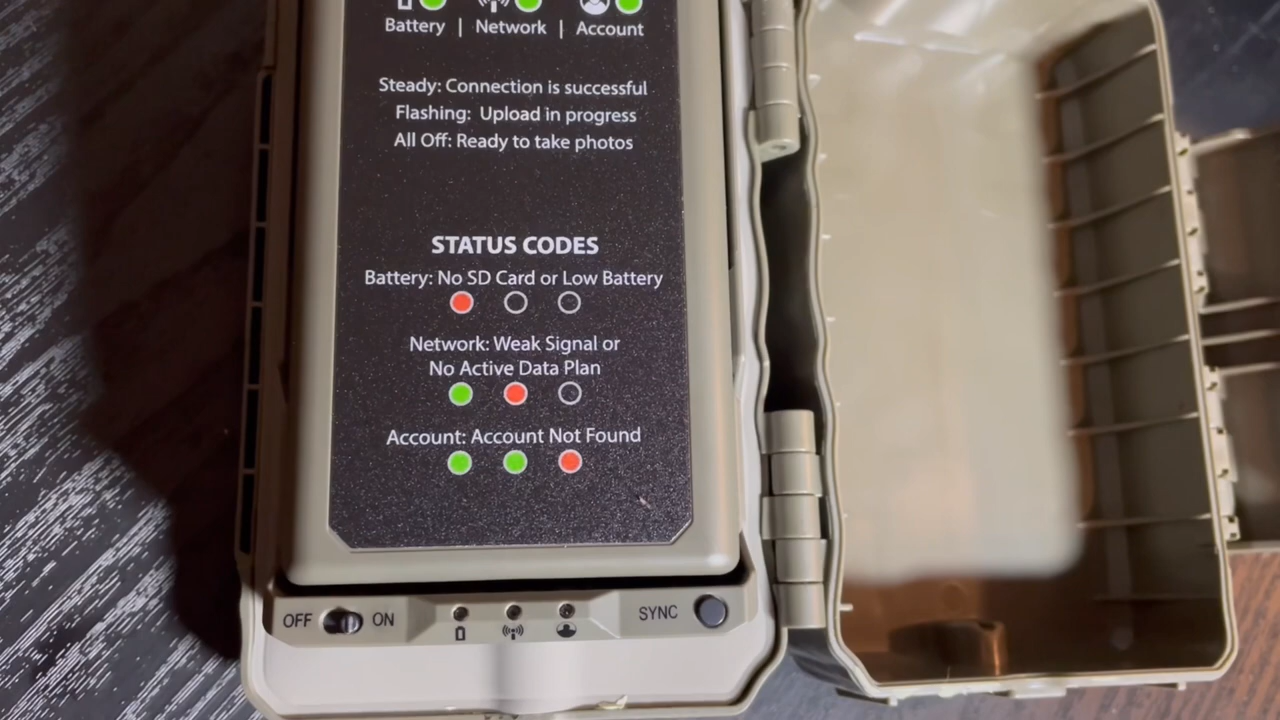 Battery | Network | Account
Steady: Connection is successful
Flashing: Upload in progress
All Off: Ready to take photos
STATUS CODES
Battery: No SD Card or Low Battery
Network: Weak Signal or
No Active Data Plan
Account: Account Not Found
OFF ON SYNC